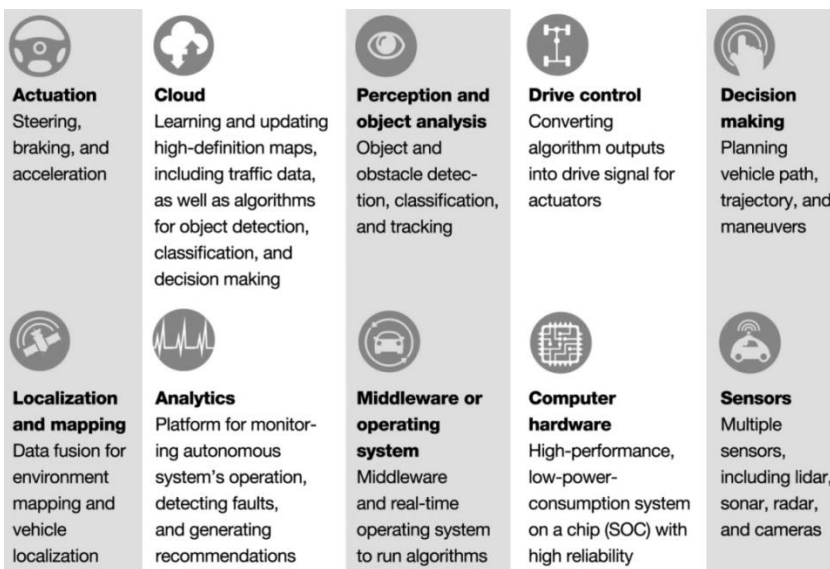 Actuation
Steering,
braking, and
acceleration
Cloud
Learning and updating
high-definition maps,
including traffic data,
as well as algorithms
for object detection,
classification, and
decision making
Perception and
object analysis
Object and
obstacle detec-
tion, classification,
and tracking
Drive control
Converting
algorithm outputs
into drive signal for
actuators
Decision
making
Planning
vehicle path,
trajectory, and
maneuvers
Localization
and mapping
Data fusion for
environment
mapping and
vehicle
localization
Analytics
Platform for monitor-
ing autonomous
system's operation,
detecting faults,
and generating
recommendations
Middleware or
operating
system
Middleware
and real-time
operating system
to run algorithms
Computer
hardware
High-performance,
low-power-
consumption system
on a chip (SOC) with
high reliability
Sensors
Multiple
sensors,
including lidar,
sonar, radar,
and cameras